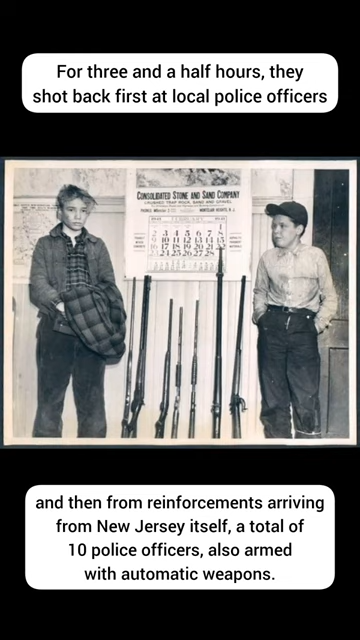 For three and a half hours, they
shot back first at local police officers
CONSOLIDATED STONE AND SAND COMPANY
and then from reinforcements arriving
from New Jersey itself, a total of
10 police officers, also armed
with automatic weapons.